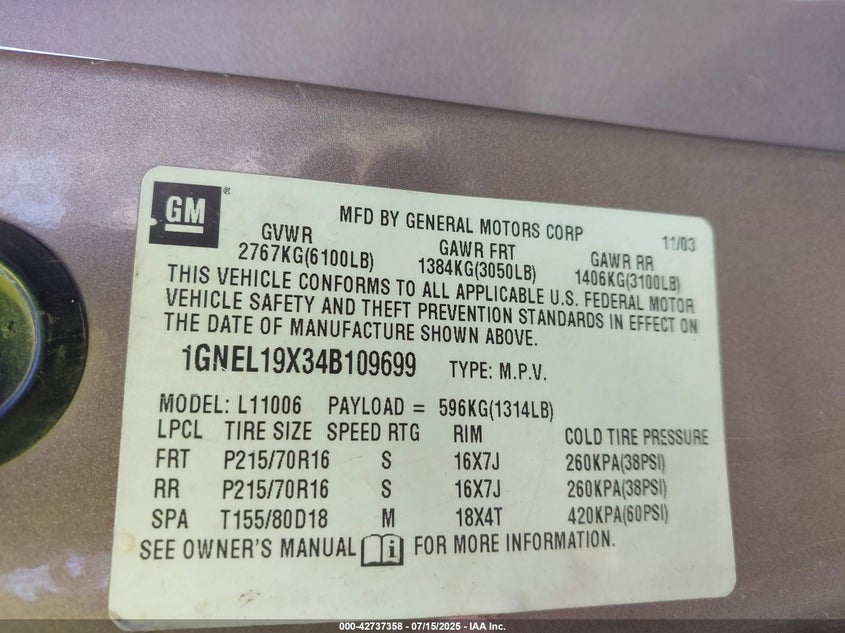 GM ®
MFD BY GENERAL MOTORS CORP 11/03
GVWR GAWR FRT GAWR RR
2767KG(6100LB) 1384KG(3050LB) 1406KG(3100LB)
THIS VEHICLE CONFORMS TO ALL APPLICABLE U.S. FEDERAL MOTOR
VEHICLE SAFETY AND THEFT PREVENTION STANDARDS IN EFFECT ON
THE DATE OF MANUFACTURE SHOWN ABOVE.
1GNEL19X34B109699 TYPE: M.P.V.
MODEL: L11006 PAYLOAD = 596KG(1314LB)
LPCL TIRE SIZE SPEED RTG RIM COLD TIRE PRESSURE
FRT P215/70R16 S 16X7J 260KPA(38PSI)
RR P215/70R16 S 16X7J 260KPA(38PSI)
SPA T155/80D18 M 18X4T 420KPA(60PSI)
SEE OWNER'S MANUAL i FOR MORE INFORMATION.
000-42737358 - 07/15/2025 - IAA Inc.